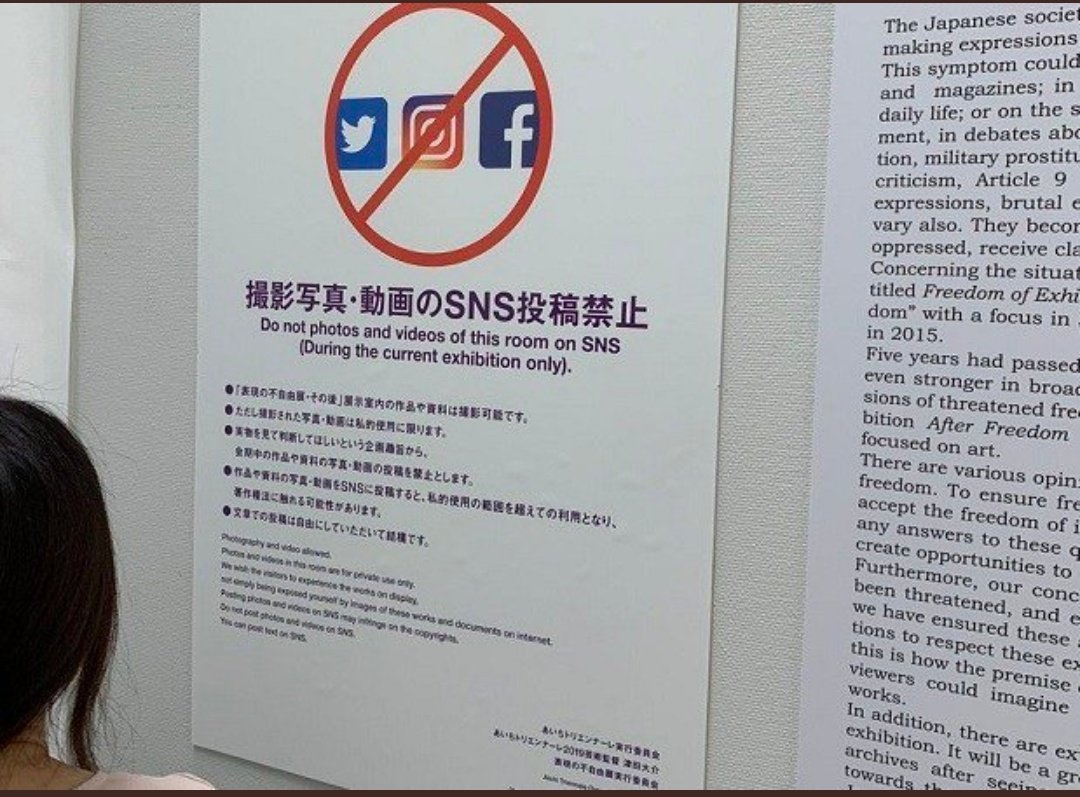 撮影写真・動画のSNS投稿禁止
Do not photos and videos of this room on SNS
(During the current exhibition only).
●「表現の不自由展・その後」展示案内の作品や資料は撮影可能です。
●ただし撮影された写真・動画は私的使用に限ります。
●実物を見て判断してほしいという企画趣旨から、
会期中の作品や資料の写真・動画の投稿を禁止とします。
●作品や資料の写真・動画をSNSに投稿すると、私的使用の範囲を超えての利用となり、
著作権法に触れる可能性があります。
●文章での投稿は自由にしていただいて結構です。
Photography and video allowed.
Photos and videos in this room are for private use only.
We wish the visitors to experience the works on display,
not simply being exposed yourself by images of these works and documents on internet.
Posting photos and videos on SNS may infringe on the copyrights.
Do not post photos and videos on SNS.
You can post text on SNS.
あいちトリエンナーレ実行委員会
あいちトリエンナーレ2019芸術監督 津田大介
表現の不自由展実行委員会
The Japanese societ
making expressions
This symptom could
and magazines; in
daily life; or on the s
ment, in debates abo
tion, military prostitu
criticism, Article 9
expressions, brutal e
vary also. They becom
oppressed, receive cla
Concerning the situat
titled Freedom of Exhi
dom” with a focus in
in 2015.
Five years had passed
even stronger in broad
sions of threatened free
bition After Freedom
focused on art.
There are various opini
freedom. To ensure fre
accept the freedom of i
any answers to these q
create opportunities to
Furthermore, our conc
been threatened, and e
we have ensured these
tions to respect these ex
this is how the premise
viewers could imagine
works.
In addition, there are ex
exhibition. It will be a gr
archives after seein
towards th